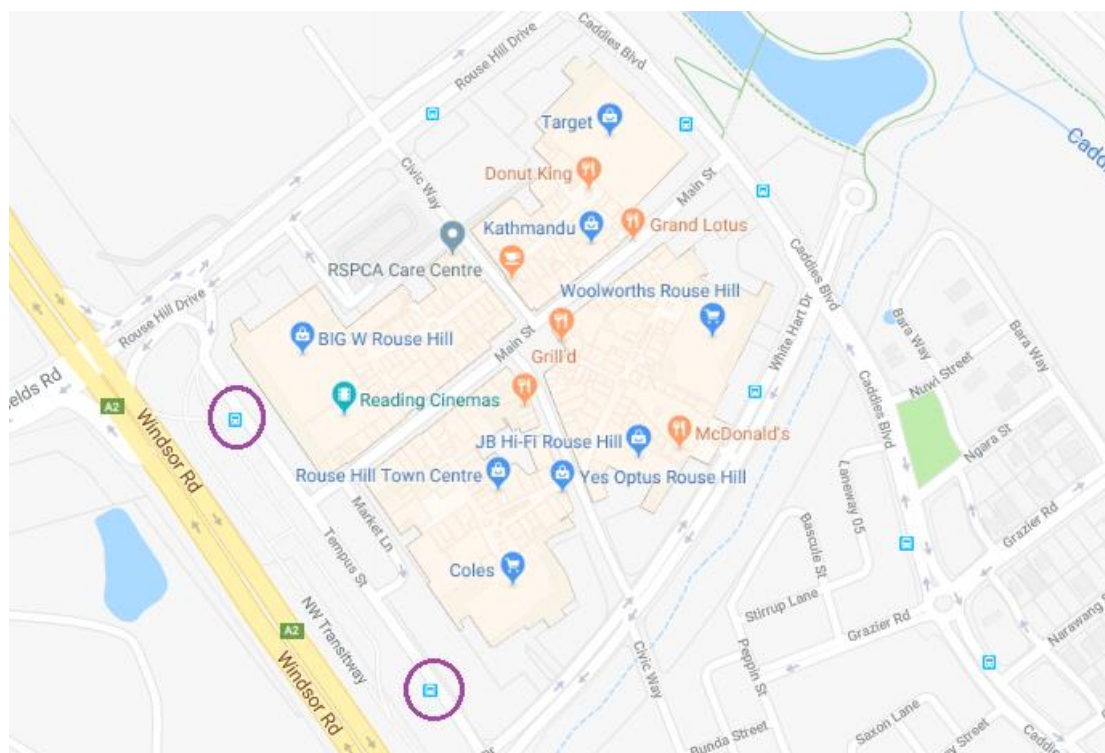 Caddies Blvd
Rouse Hill Drive
Target
Civic Way
Donut King
Main St
Kathmandu
Grand Lotus
RSPCA Care Centre
Caddies Blvd
Woolworths Rouse Hill
Rouse Hill Drive
BIG W Rouse Hill
Main St
Grill'd
White Hart Dr
Bara Way
Bara Way
Nuwi Street
Reading Cinemas
A2
Windsor Rd
Caddies Blvd
JB Hi-Fi Rouse Hill
McDonald's
Ngara St
Rouse Hill Town Centre
Yes Optus Rouse Hill
Laneway 05
Market Ln
Tempus St
Bascule St
Grazier Rd
Coles
Stirrup Lane
NW Transitway
A2
Grazier Rd
Narawang
Windsor Rd
Civic Way
Peppin St
Saxon Lane
Bunda Street